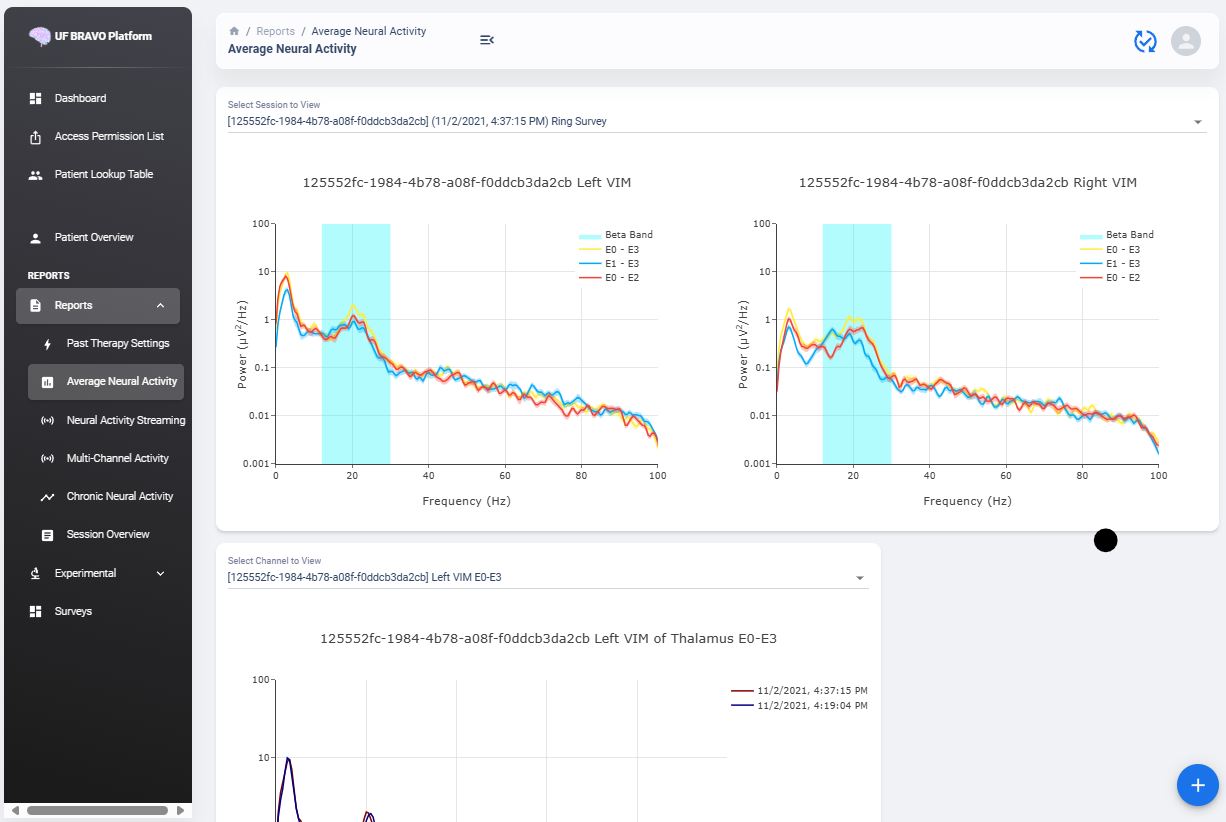 UF BRAVO Platform
Dashboard
Access Permission List
Patient Lookup Table
Patient Overview
REPORTS
Reports
Past Therapy Settings
Average Neural Activity
Neural Activity Streaming
Multi-Channel Activity
Chronic Neural Activity
Session Overview
Experimental
Surveys
/ Reports / Average Neural Activity
Average Neural Activity
Select Session to View
[125552fc-1984-4b78-a08f-f0ddcb3da2cb] (11/2/2021, 4:37:15 PM) Ring Survey
125552fc-1984-4b78-a08f-f0ddcb3da2cb Left VIM
100
10
1
0.1
0.01
0.001
Power (μV²/Hz)
0 20 40 60 80 100
Frequency (Hz)
Beta Band
E0 - E3
E1 - E3
E0 - E2
125552fc-1984-4b78-a08f-f0ddcb3da2cb Right VIM
100
10
1
0.1
0.01
0.001
Power (μV²/Hz)
0 20 40 60 80 100
Frequency (Hz)
Beta Band
E0 - E3
E1 - E3
E0 - E2
Select Channel to View
[125552fc-1984-4b78-a08f-f0ddcb3da2cb] Left VIM E0-E3
125552fc-1984-4b78-a08f-f0ddcb3da2cb Left VIM of Thalamus E0-E3
100
10
11/2/2021, 4:37:15 PM
11/2/2021, 4:19:04 PM